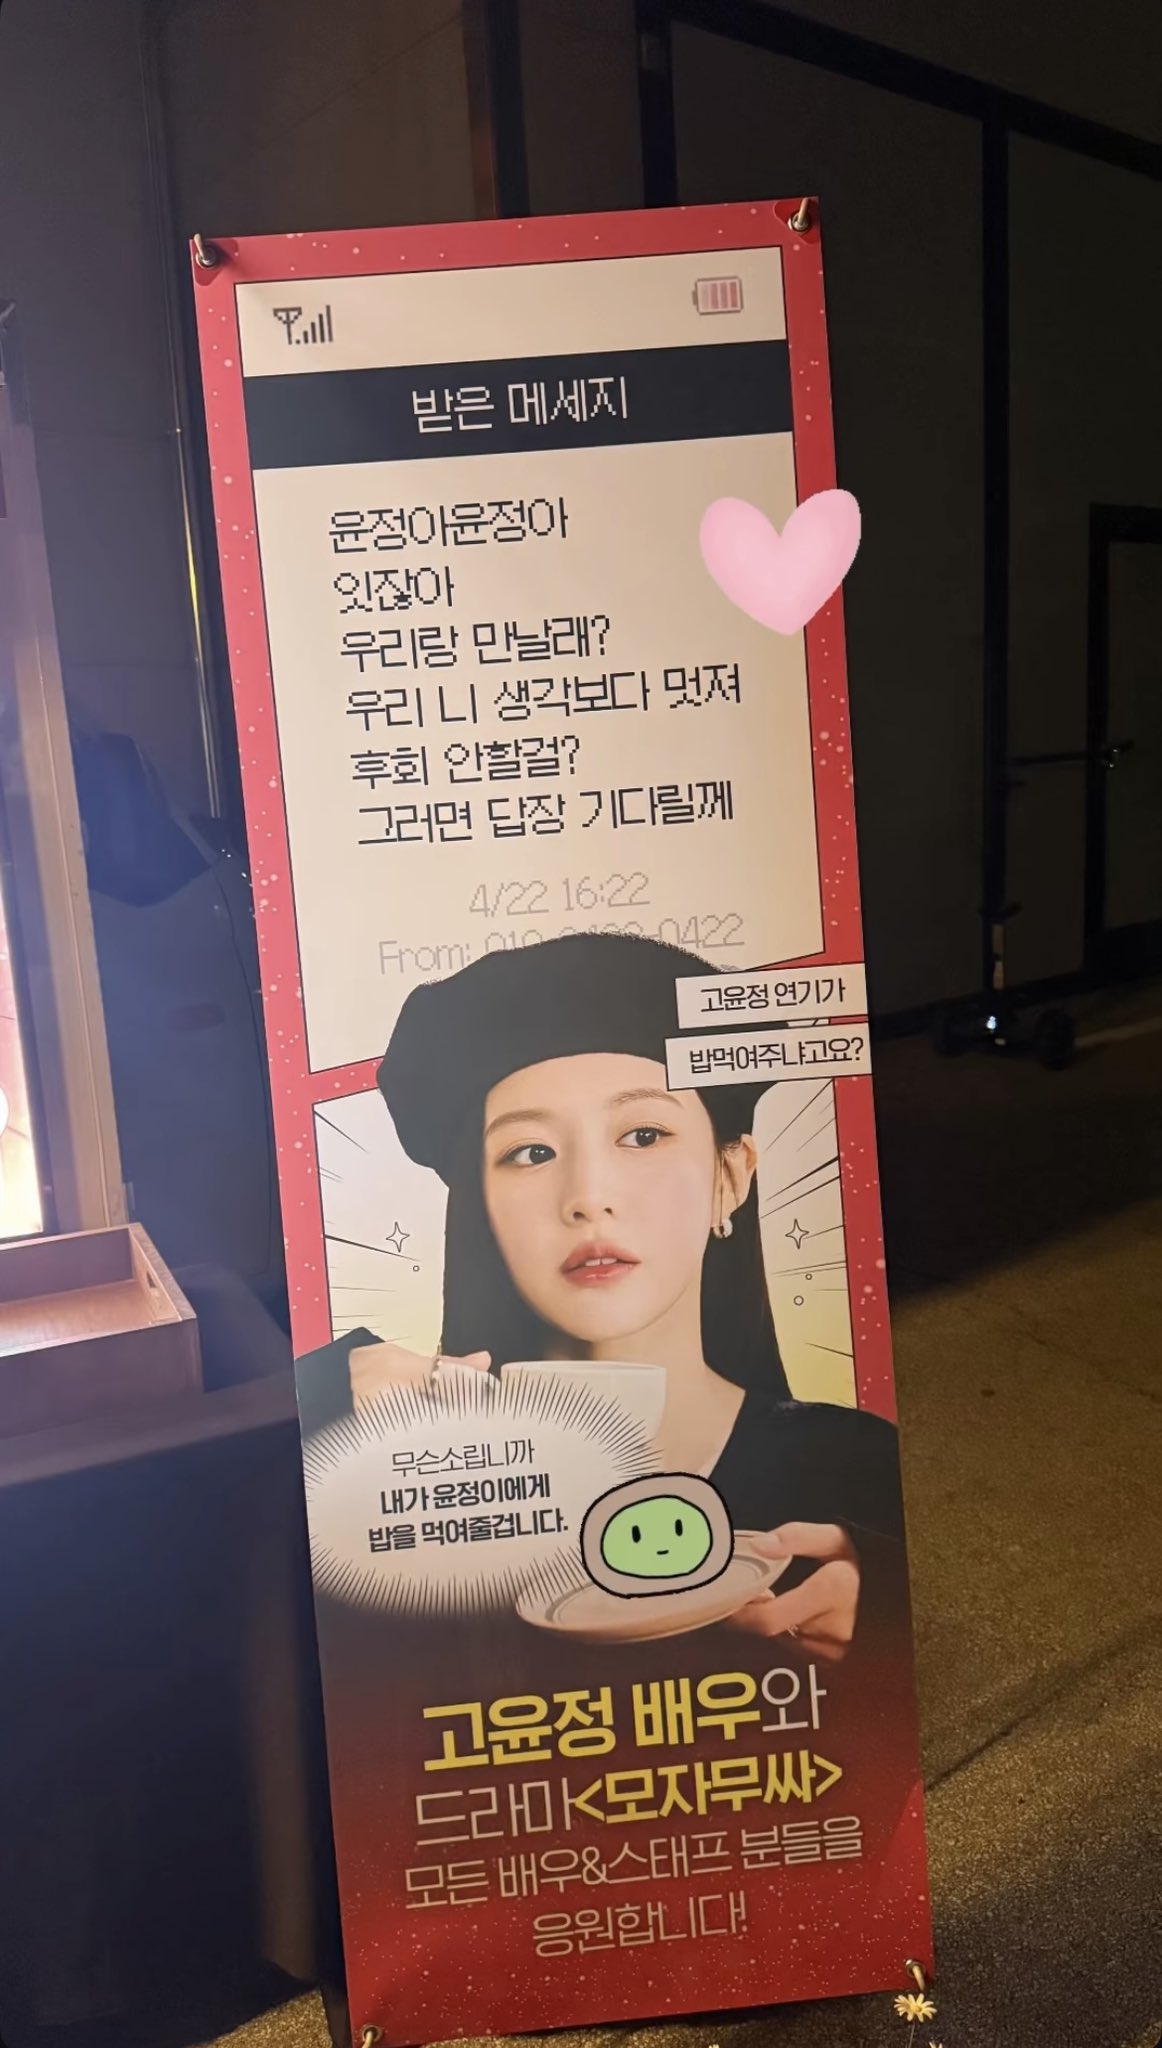 받은 메세지
윤정아윤정아
잇잖아
우리랑 만날래?
우리 니 생각보다 멋져
후회 안할걸?
그러면 답장 기다릴께
4/22 16:22
From: 0422
고윤정 연기가
밥먹여주냐고요?
무슨소립니까
내가 윤정이에게
밥을 먹여줄겁니다.
고윤정 배우와
드라마<모자무싸>
모든 배우&스태프 분들을
응원합니다!